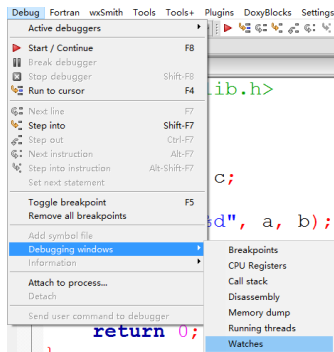 Debug Fortran wxSmith Tools Tools+ Plugins DoxyBlocks Settings
Active debuggers
Start / Continue F8
Break debugger
Stop debugger Shift-F8
Run to cursor F4
lib.h>
Next line F7
Step into Shift-F7
Step out Ctrl-F7
Next instruction Alt-F7
Step into instruction Alt-Shift-F7
c;
Set next statement
Toggle breakpoint F5
Remove all breakpoints
d", a, b);
Add symbol file
Debugging windows
Breakpoints
Information
CPU Registers
Attach to process...
Call stack
Detach
Disassembly
Send user command to debugger
Memory dump
Running threads
return 0;
Watches
}